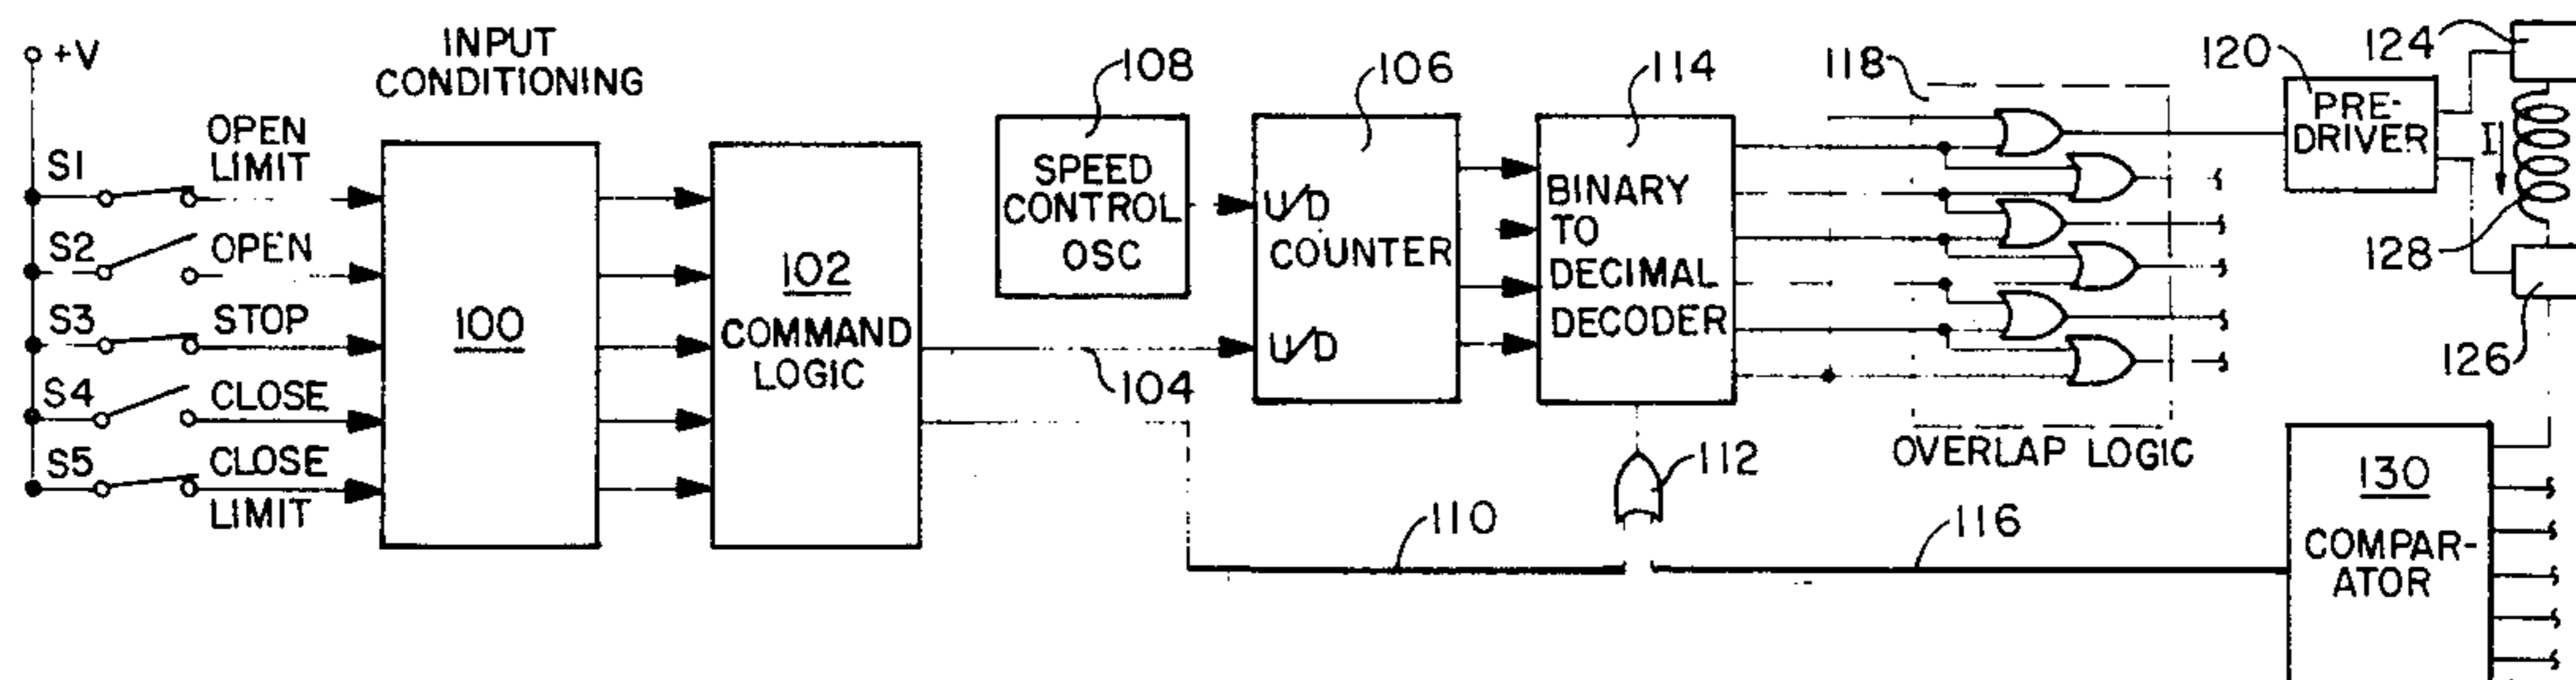 +V
INPUT
CONDITIONING
S1
OPEN
LIMIT
S2
OPEN
S3
STOP
S4
CLOSE
S5
CLOSE
LIMIT
100
102
COMMAND
LOGIC
104
108
SPEED
CONTROL
OSC
106
U/D
COUNTER
U/D
114
BINARY
TO
DECIMAL
DECODER
112
110
116
118
OVERLAP LOGIC
120
PRE-
DRIVER
124
I
128
126
130
COMPAR-
ATOR